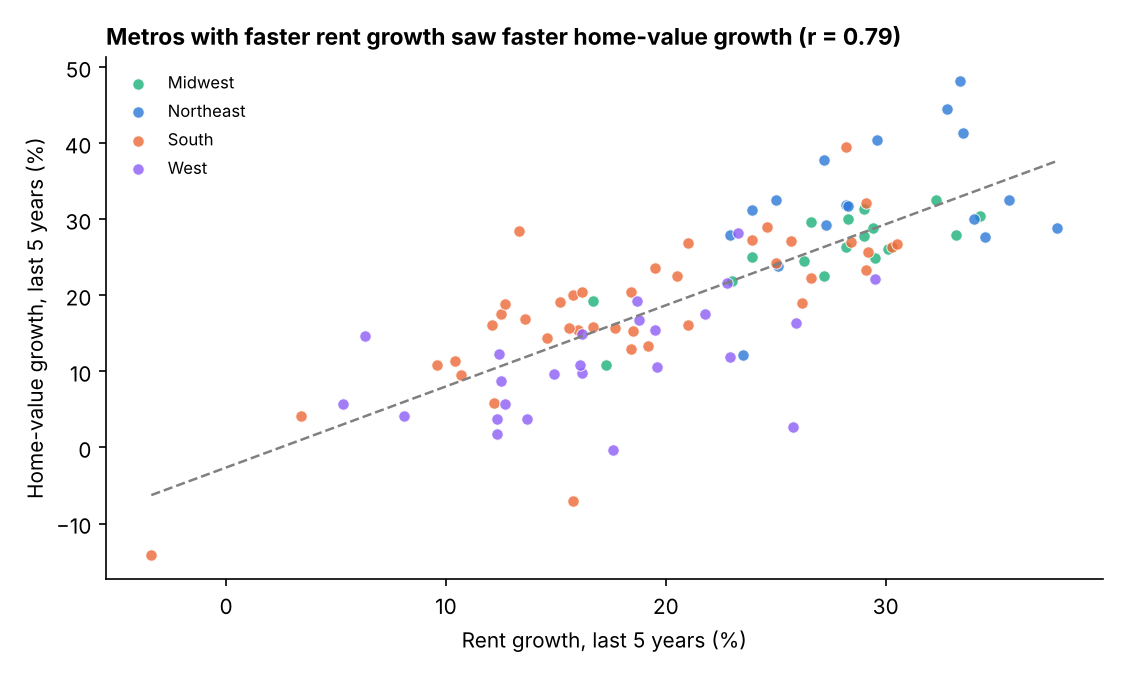 Metros with faster rent growth saw faster home-value growth (r = 0.79)
Midwest
Northeast
South
West
Home-value growth, last 5 years (%)
50
40
30
20
10
0
−10
0 10 20 30
Rent growth, last 5 years (%)